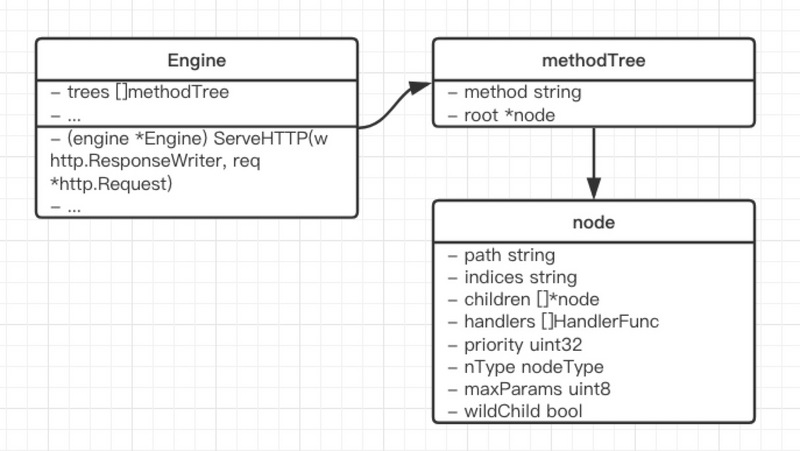 Engine
– trees []methodTree
– ...
– (engine *Engine) ServeHTTP(w
http.ResponseWriter, req
*http.Request)
– ...
methodTree
– method string
– root *node
node
– path string
– indices string
– children []*node
– handlers []HandlerFunc
– priority uint32
– nType nodeType
– maxParams uint8
– wildChild bool